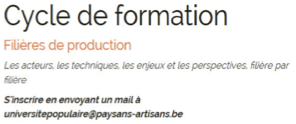 Cycle de formation
Filières de production
Les acteurs, les techniques, les enjeux et les perspectives, filère par
filière
S'inscrire en envoyant un mail à
universitepopulaire@paysans-artisans.be